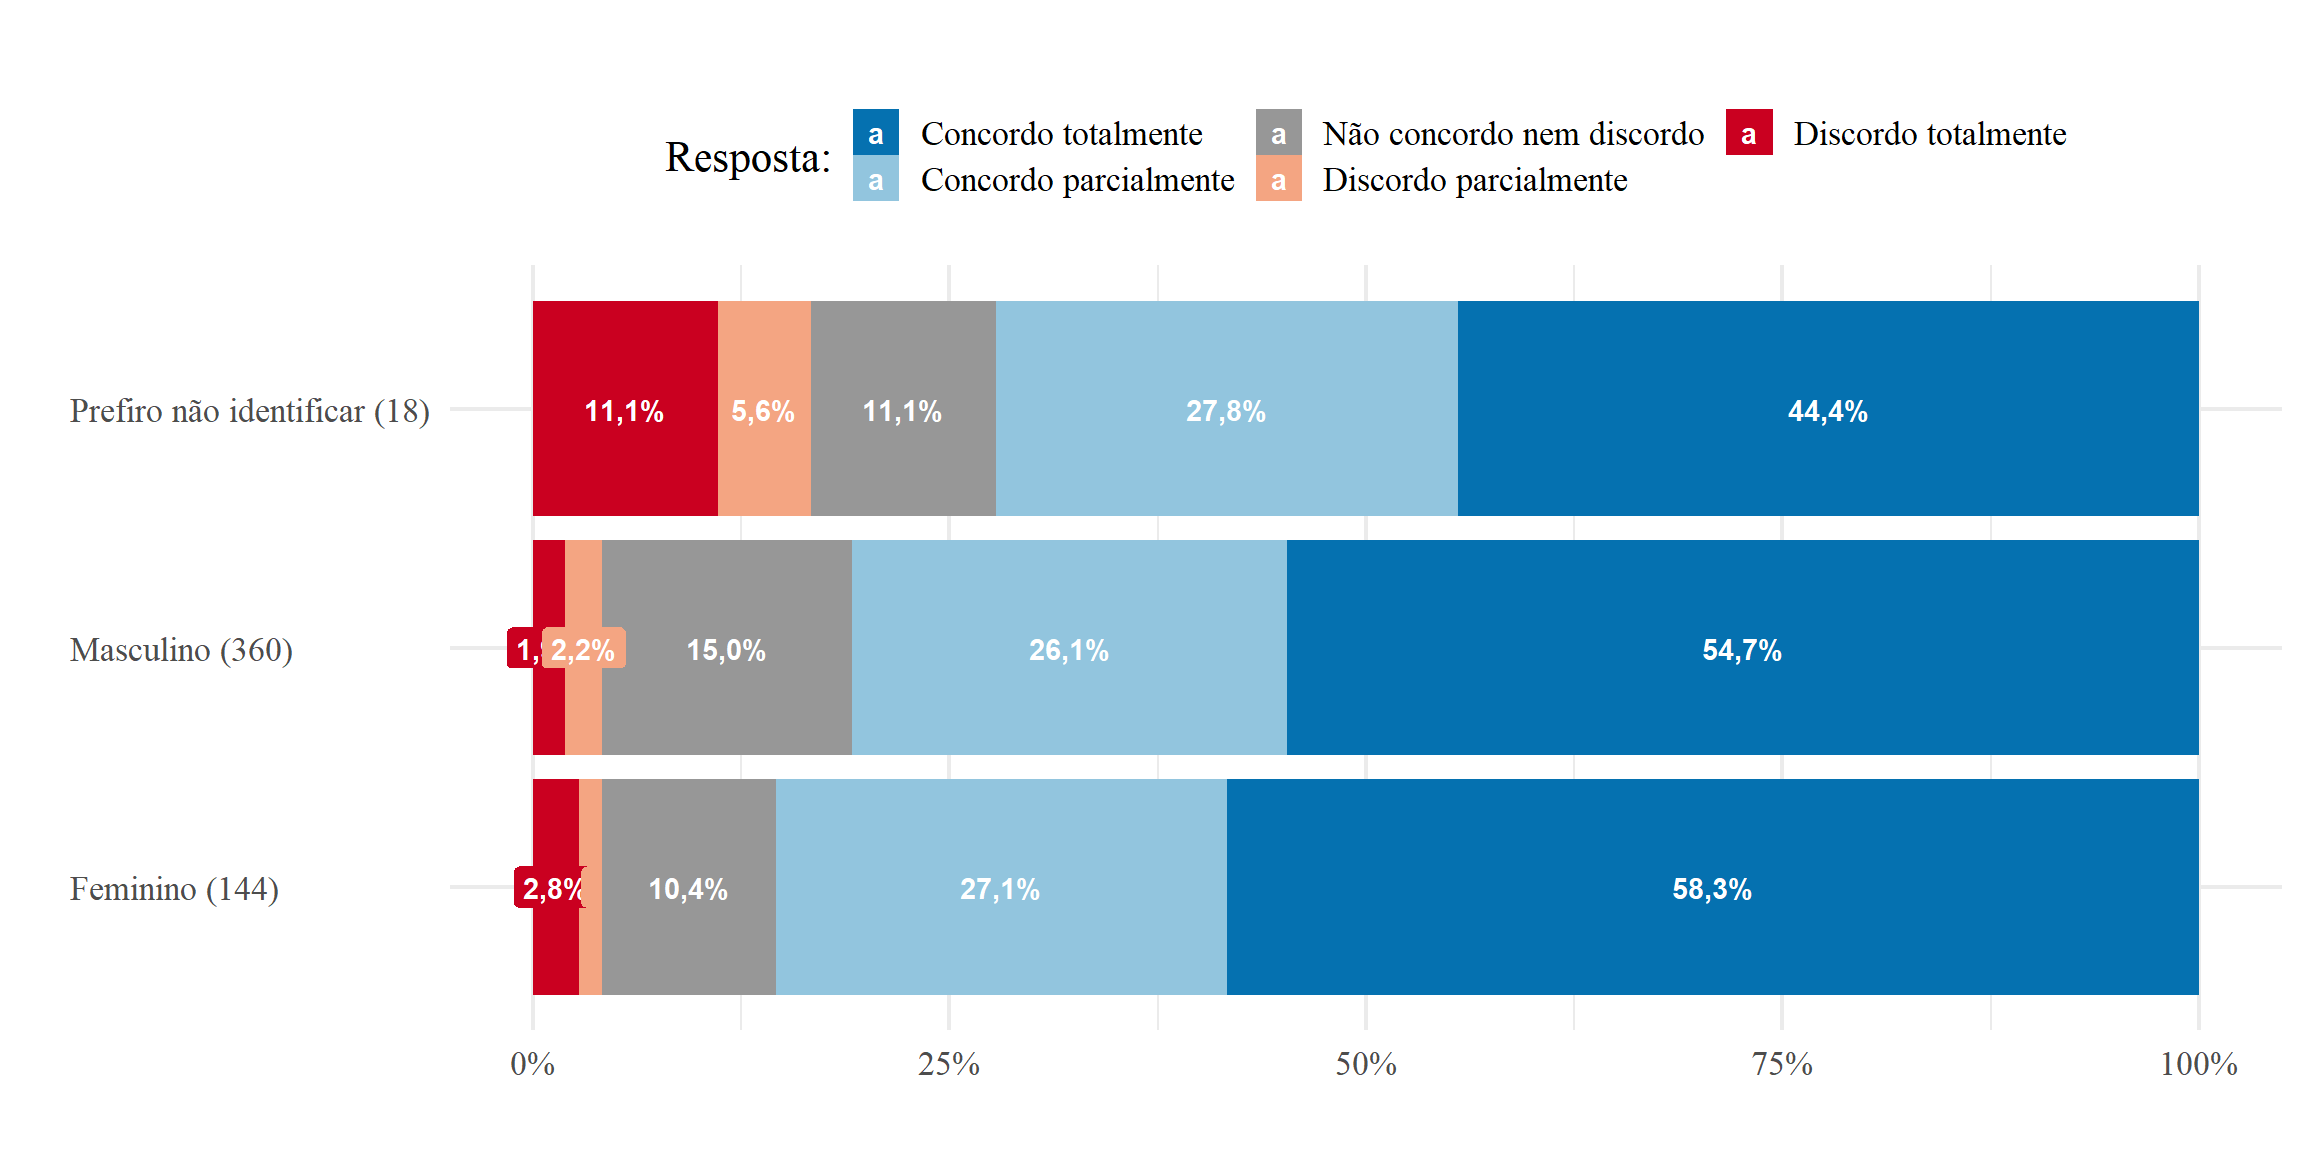 Resposta:
a Concordo totalmente a Não concordo nem discordo a Discordo totalmente
a Concordo parcialmente a Discordo parcialmente
Prefiro não identificar (18) 11,1% 5,6% 11,1% 27,8% 44,4%
Masculino (360) 2,2% 15,0% 26,1% 54,7%
Feminino (144) 2,8% 10,4% 27,1% 58,3%
0% 25% 50% 75% 100%